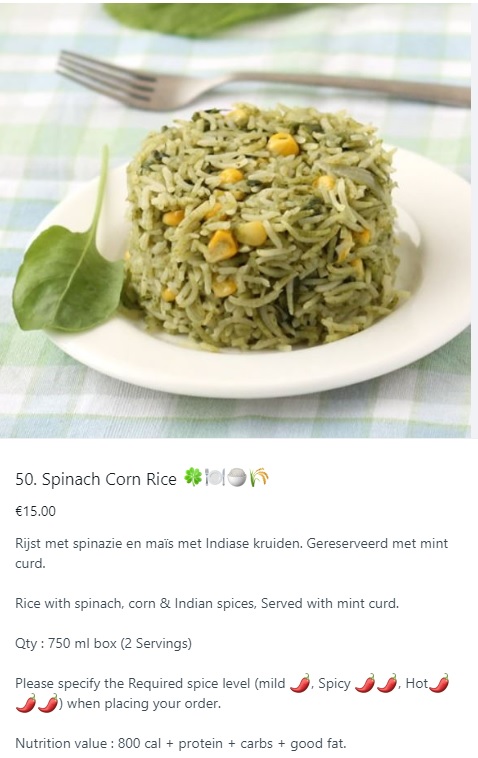 50. Spinach Corn Rice 🍀🍽️🍚🌾
€15.00
Rijst met spinazie en maïs met Indiase kruiden. Gereserveerd met mint
curd.
Rice with spinach, corn & Indian spices, Served with mint curd.
Qty : 750 ml box (2 Servings)
Please specify the Required spice level (mild 🌶️, Spicy 🌶️🌶️, Hot🌶️
🌶️🌶️) when placing your order.
Nutrition value : 800 cal + protein + carbs + good fat.